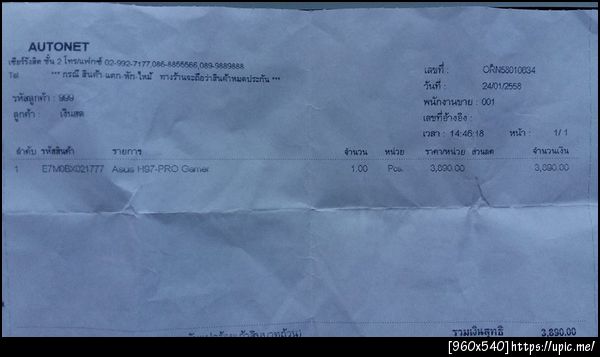 AUTONET
เซียร์รังสิต ชั้น 2 โทร/แฟกซ์ 02-992-7177,086-8855566,089-9889888
Tel *** กรณี สินค้า-แตก-หัก-ไหม้ ทางร้านจะถือว่าสินค้าหมดประกัน ***
รหัสลูกค้า : 999
ลูกค้า : เงินสด
เลขที่ : ORN58010634
วันที่ : 24/01/2558
พนักงานขาย : 001
เลขที่อ้างอิง :
เวลา : 14:46:18 หน้า : 1/ 1
ลำดับ รหัสสินค้า รายการ จำนวน หน่วย ราคา/หน่วย ส่วนลด จำนวนเงิน
1 E7M0BX021777 Asus H97-PRO Gamer 1.00 Pcs. 3,890.00 3,890.00
รวมเงินสุทธิ 3,890.00
[960x540]https://upic.me/